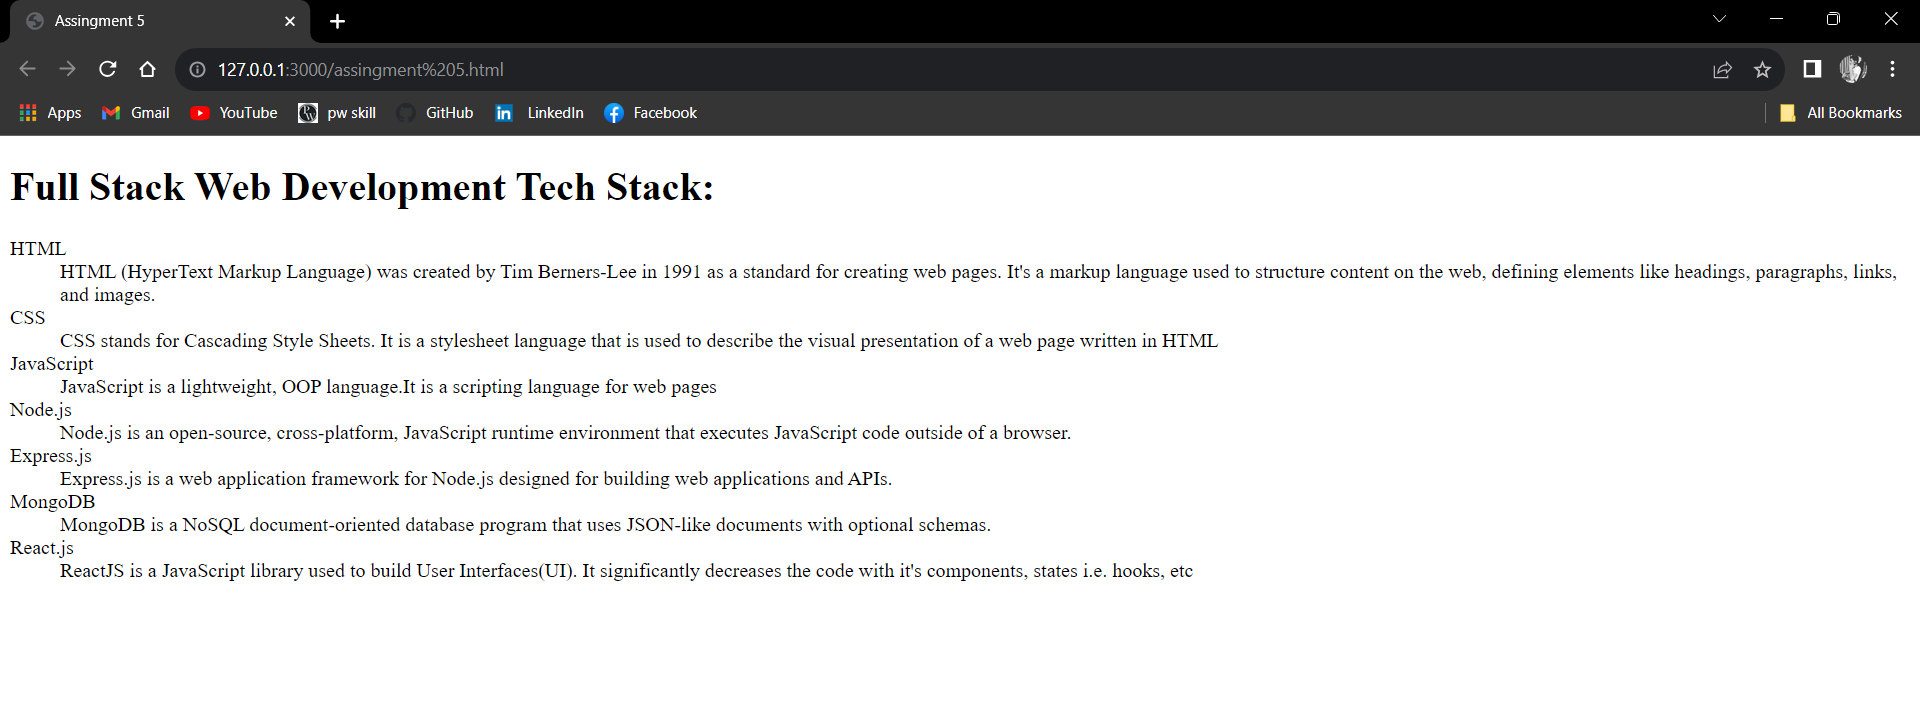 Assingment 5
127.0.0.1:3000/assingment%205.html
Apps Gmail YouTube pw skill GitHub LinkedIn Facebook All Bookmarks
Full Stack Web Development Tech Stack:
HTML
HTML (HyperText Markup Language) was created by Tim Berners-Lee in 1991 as a standard for creating web pages. It's a markup language used to structure content on the web, defining elements like headings, paragraphs, links,
and images.
CSS
CSS stands for Cascading Style Sheets. It is a stylesheet language that is used to describe the visual presentation of a web page written in HTML
JavaScript
JavaScript is a lightweight, OOP language.It is a scripting language for web pages
Node.js
Node.js is an open-source, cross-platform, JavaScript runtime environment that executes JavaScript code outside of a browser.
Express.js
Express.js is a web application framework for Node.js designed for building web applications and APIs.
MongoDB
MongoDB is a NoSQL document-oriented database program that uses JSON-like documents with optional schemas.
React.js
ReactJS is a JavaScript library used to build User Interfaces(UI). It significantly decreases the code with it's components, states i.e. hooks, etc